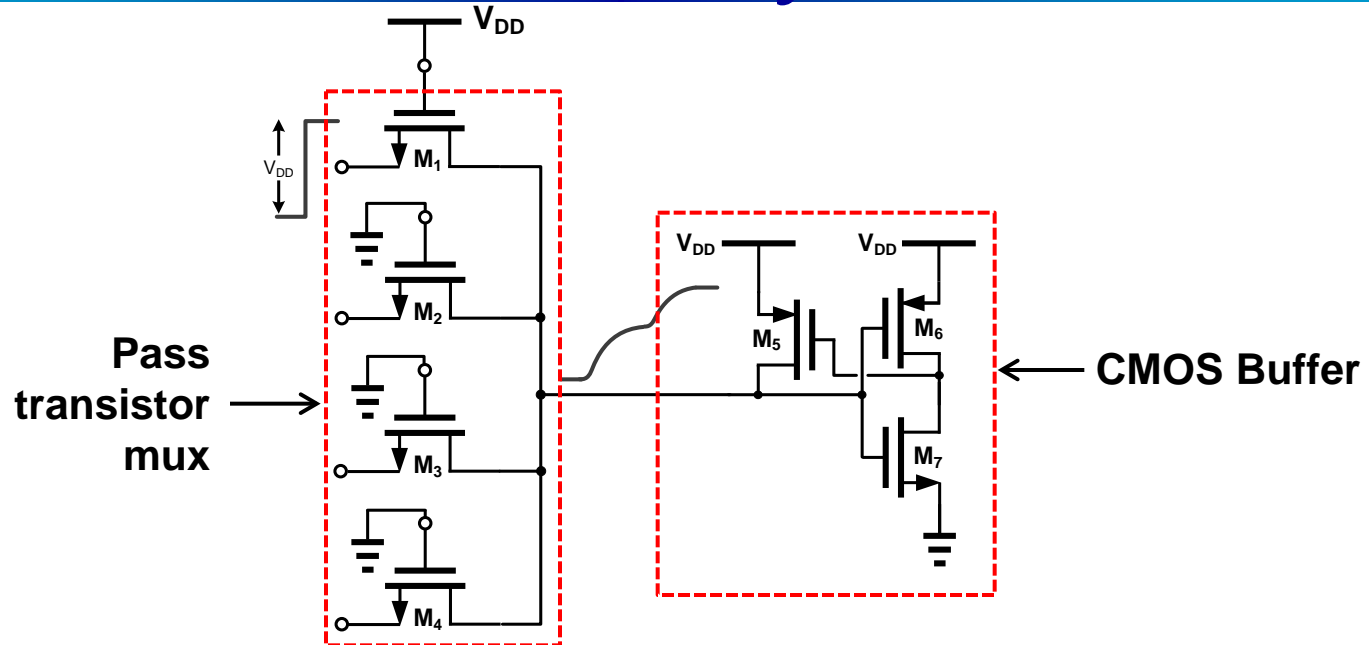 VDD
VDD
M1
M2
M3
M4
Pass
transistor
mux
VDD
VDD
M5
M6
M7
CMOS Buffer